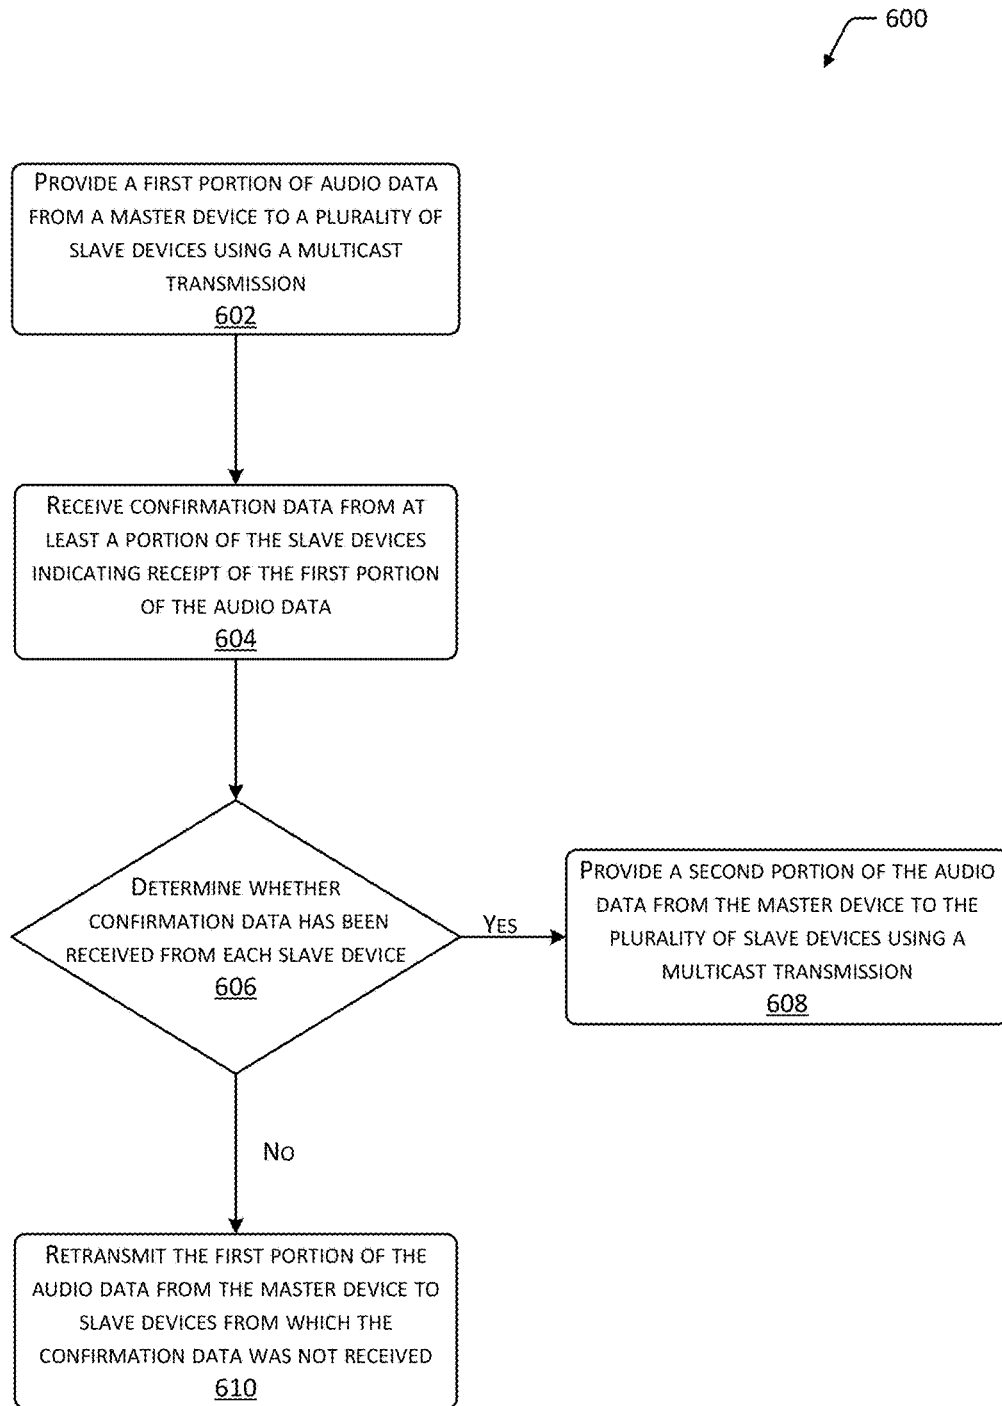 600
PROVIDE A FIRST PORTION OF AUDIO DATA
FROM A MASTER DEVICE TO A PLURALITY OF
SLAVE DEVICES USING A MULTICAST
TRANSMISSION
602
RECEIVE CONFIRMATION DATA FROM AT
LEAST A PORTION OF THE SLAVE DEVICES
INDICATING RECEIPT OF THE FIRST PORTION
OF THE AUDIO DATA
604
DETERMINE WHETHER
CONFIRMATION DATA HAS BEEN
RECEIVED FROM EACH SLAVE DEVICE
606
YES
PROVIDE A SECOND PORTION OF THE AUDIO
DATA FROM THE MASTER DEVICE TO THE
PLURALITY OF SLAVE DEVICES USING A
MULTICAST TRANSMISSION
608
NO
RETRANSMIT THE FIRST PORTION OF THE
AUDIO DATA FROM THE MASTER DEVICE TO
SLAVE DEVICES FROM WHICH THE
CONFIRMATION DATA WAS NOT RECEIVED
610